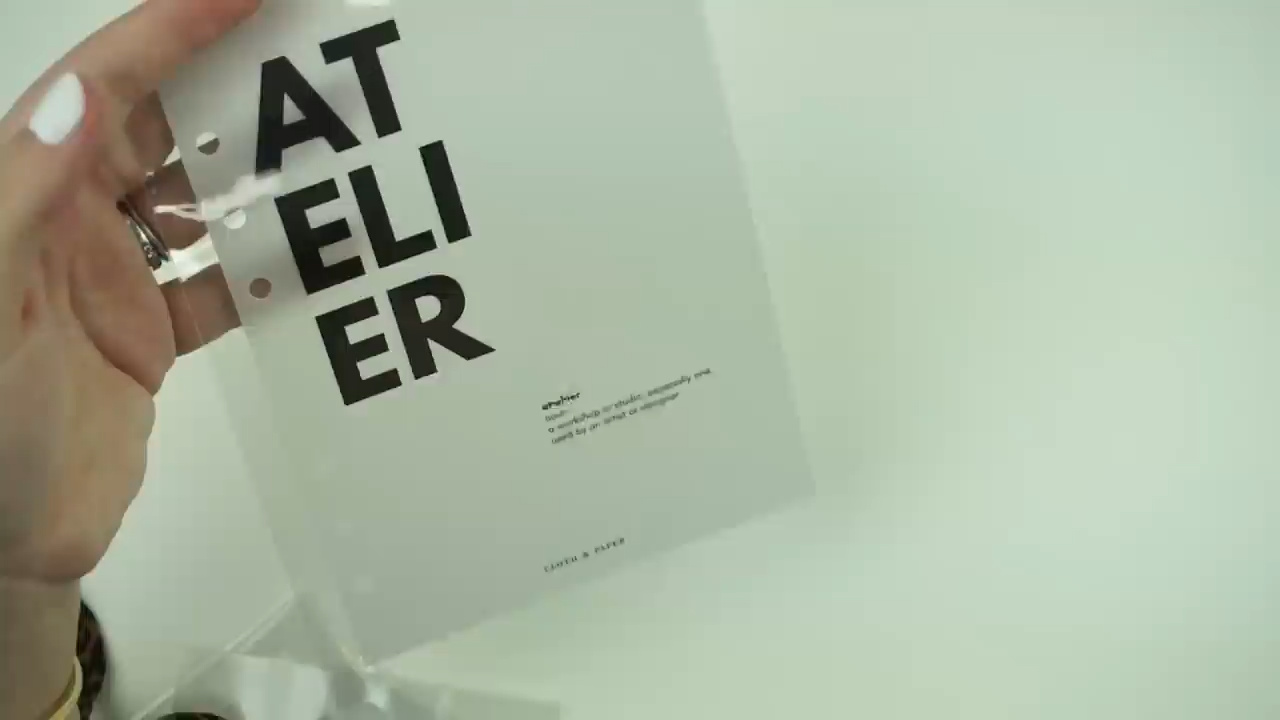 AT
ELI
ER
atelier
noun
a workshop or studio, especially one
used by an artist or designer
CLOTH & PAPER